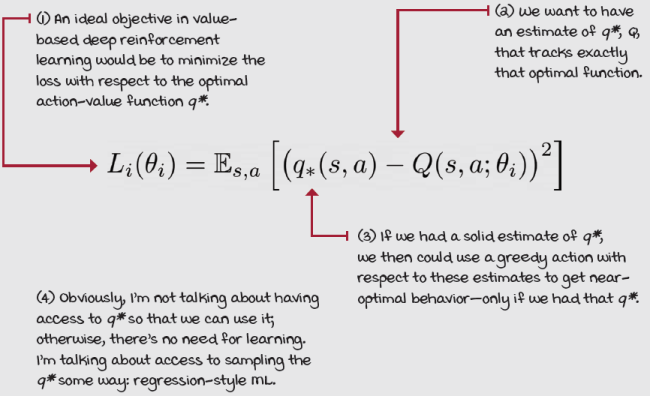 (1) An ideal objective in value-
based deep reinforcement
learning would be to minimize the
loss with respect to the optimal
action-value function q*.
(2) We want to have
an estimate of q*, Q,
that tracks exactly
that optimal function.
L_i(θ_i) = 𝔼_{s,a} [(q_*(s, a) − Q(s, a; θ_i))^2]
(3) If we had a solid estimate of q*,
we then could use a greedy action with
respect to these estimates to get near-
optimal behavior—only if we had that q*.
(4) Obviously, I'm not talking about having
access to q* so that we can use it;
otherwise, there's no need for learning.
I'm talking about access to sampling the
q* some way: regression-style ML.